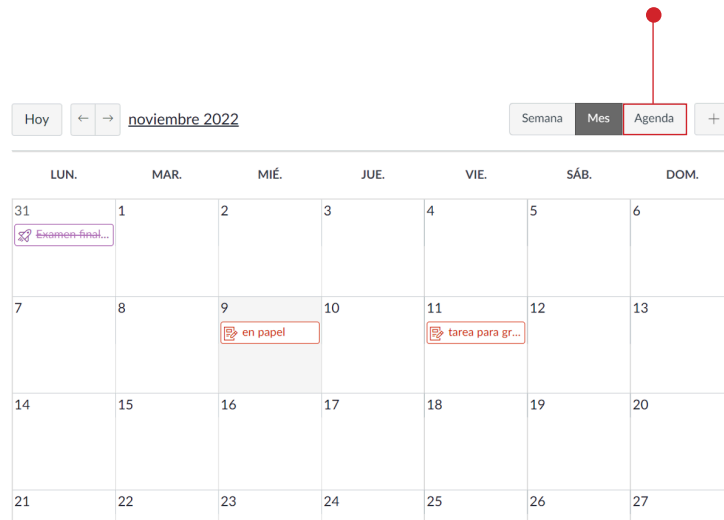 Hoy ← → noviembre 2022 Semana Mes Agenda +
LUN. MAR. MIÉ. JUE. VIE. SÁB. DOM.
31 1 2 3 4 5 6
Examen final...
7 8 9 10 11 12 13
en papel tarea para gr...
14 15 16 17 18 19 20
21 22 23 24 25 26 27